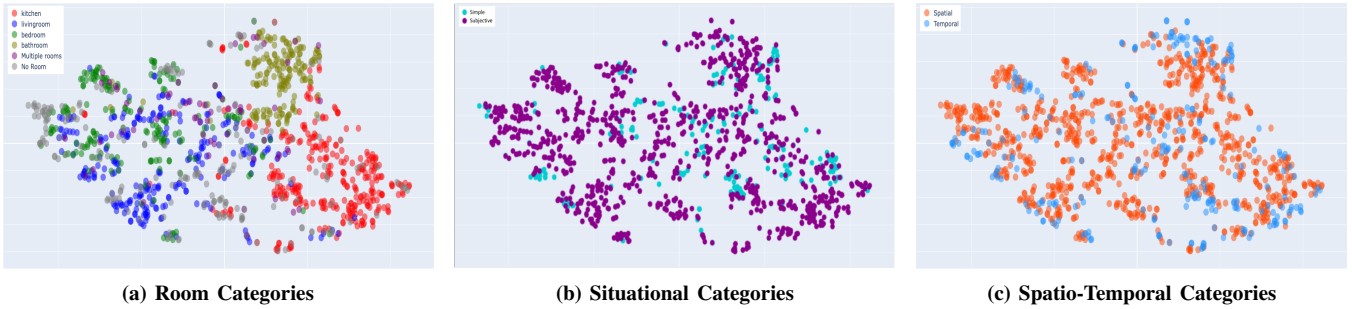 kitchen
livingroom
bedroom
bathroom
Multiple rooms
No Room
Simple
Subjective
Spatial
Temporal
(a) Room Categories
(b) Situational Categories
(c) Spatio-Temporal Categories